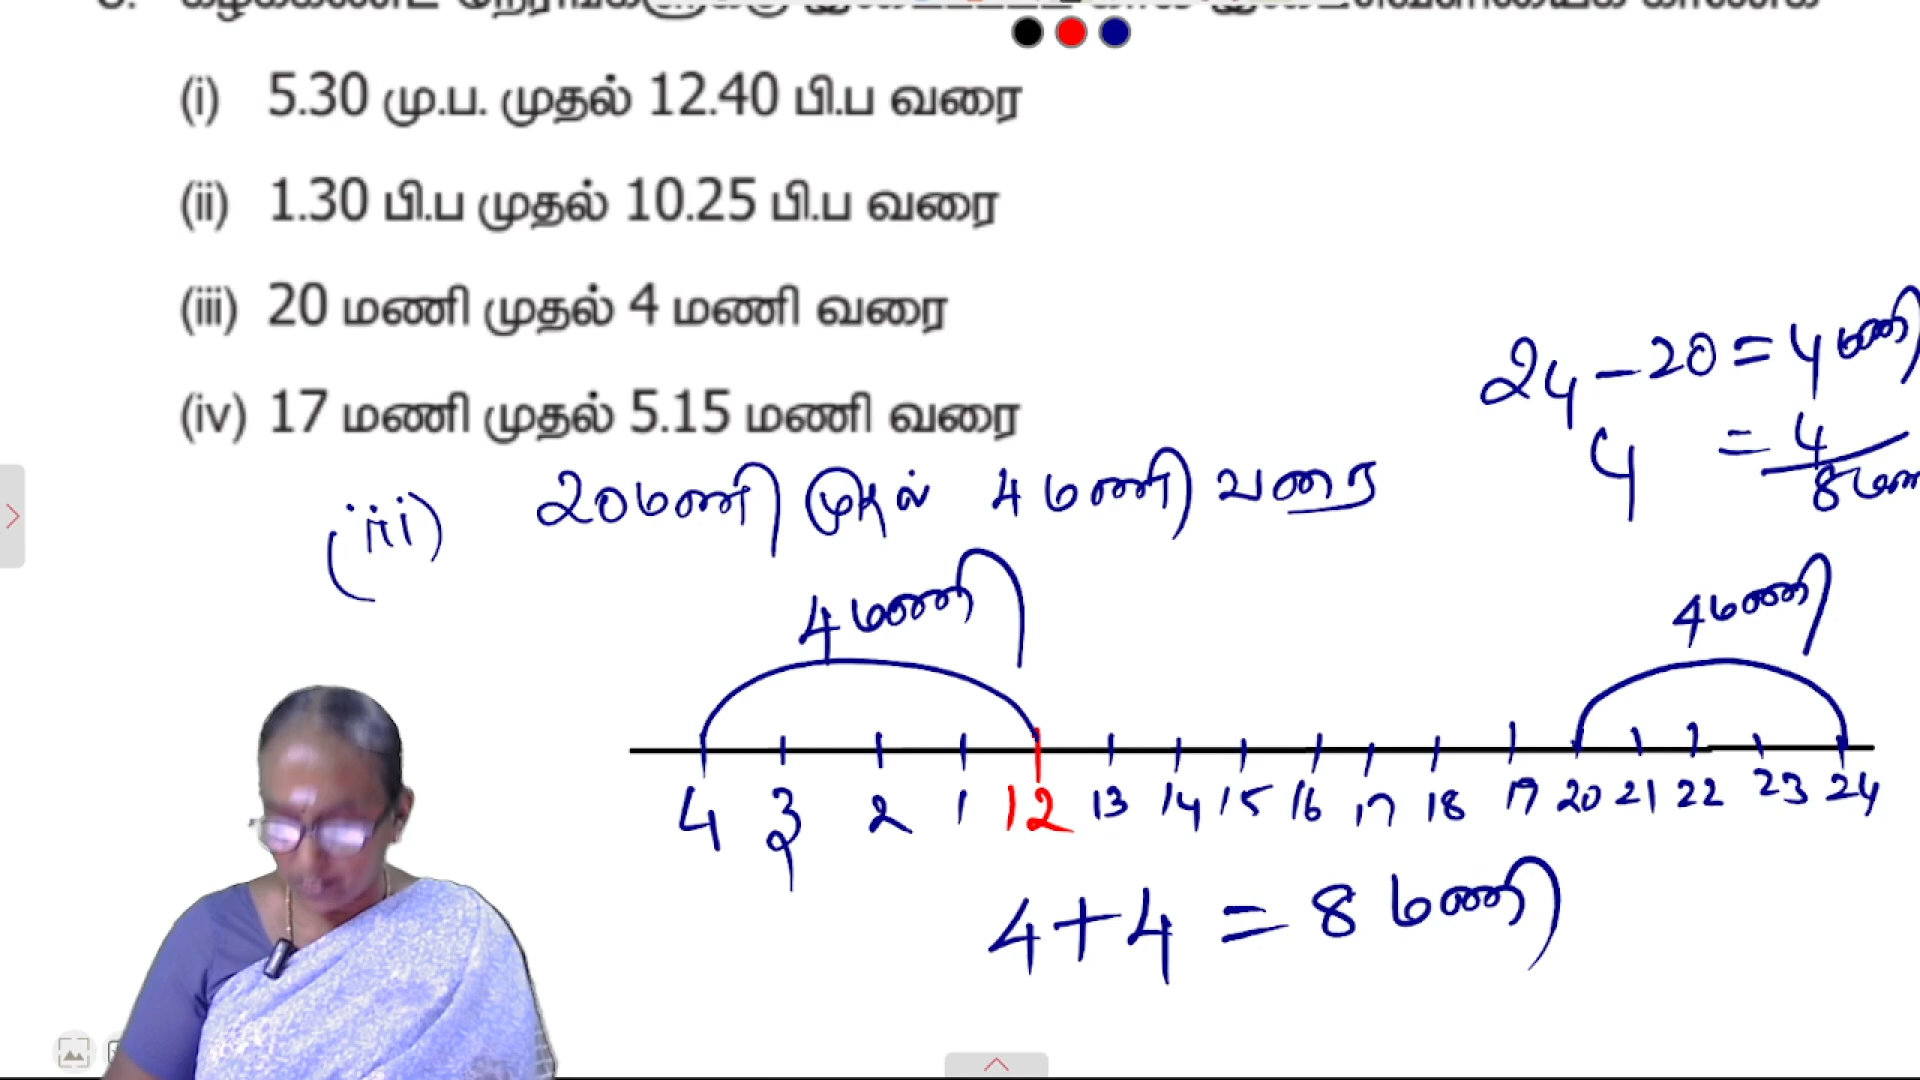 (i) 5.30 மு.ப. முதல் 12.40 பி.ப வரை
(ii) 1.30 பி.ப முதல் 10.25 பி.ப வரை
(iii) 20 மணி முதல் 4 மணி வரை
(iv) 17 மணி முதல் 5.15 மணி வரை
24 - 20 = 4 மணி
4 = 4
8 மணி
(iii) 20 மணி முதல் 4 மணி வரை
4 மணி 4 மணி
4 3 2 1 12 13 14 15 16 17 18 19 20 21 22 23 24
4 + 4 = 8 மணி